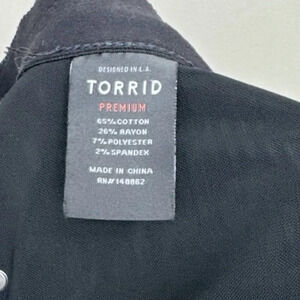 DESIGNED IN L.A.
TORRID
PREMIUM
65% COTTON
26% RAYON
7% POLYESTER
2% SPANDEX
MADE IN CHINA
RN# 148862